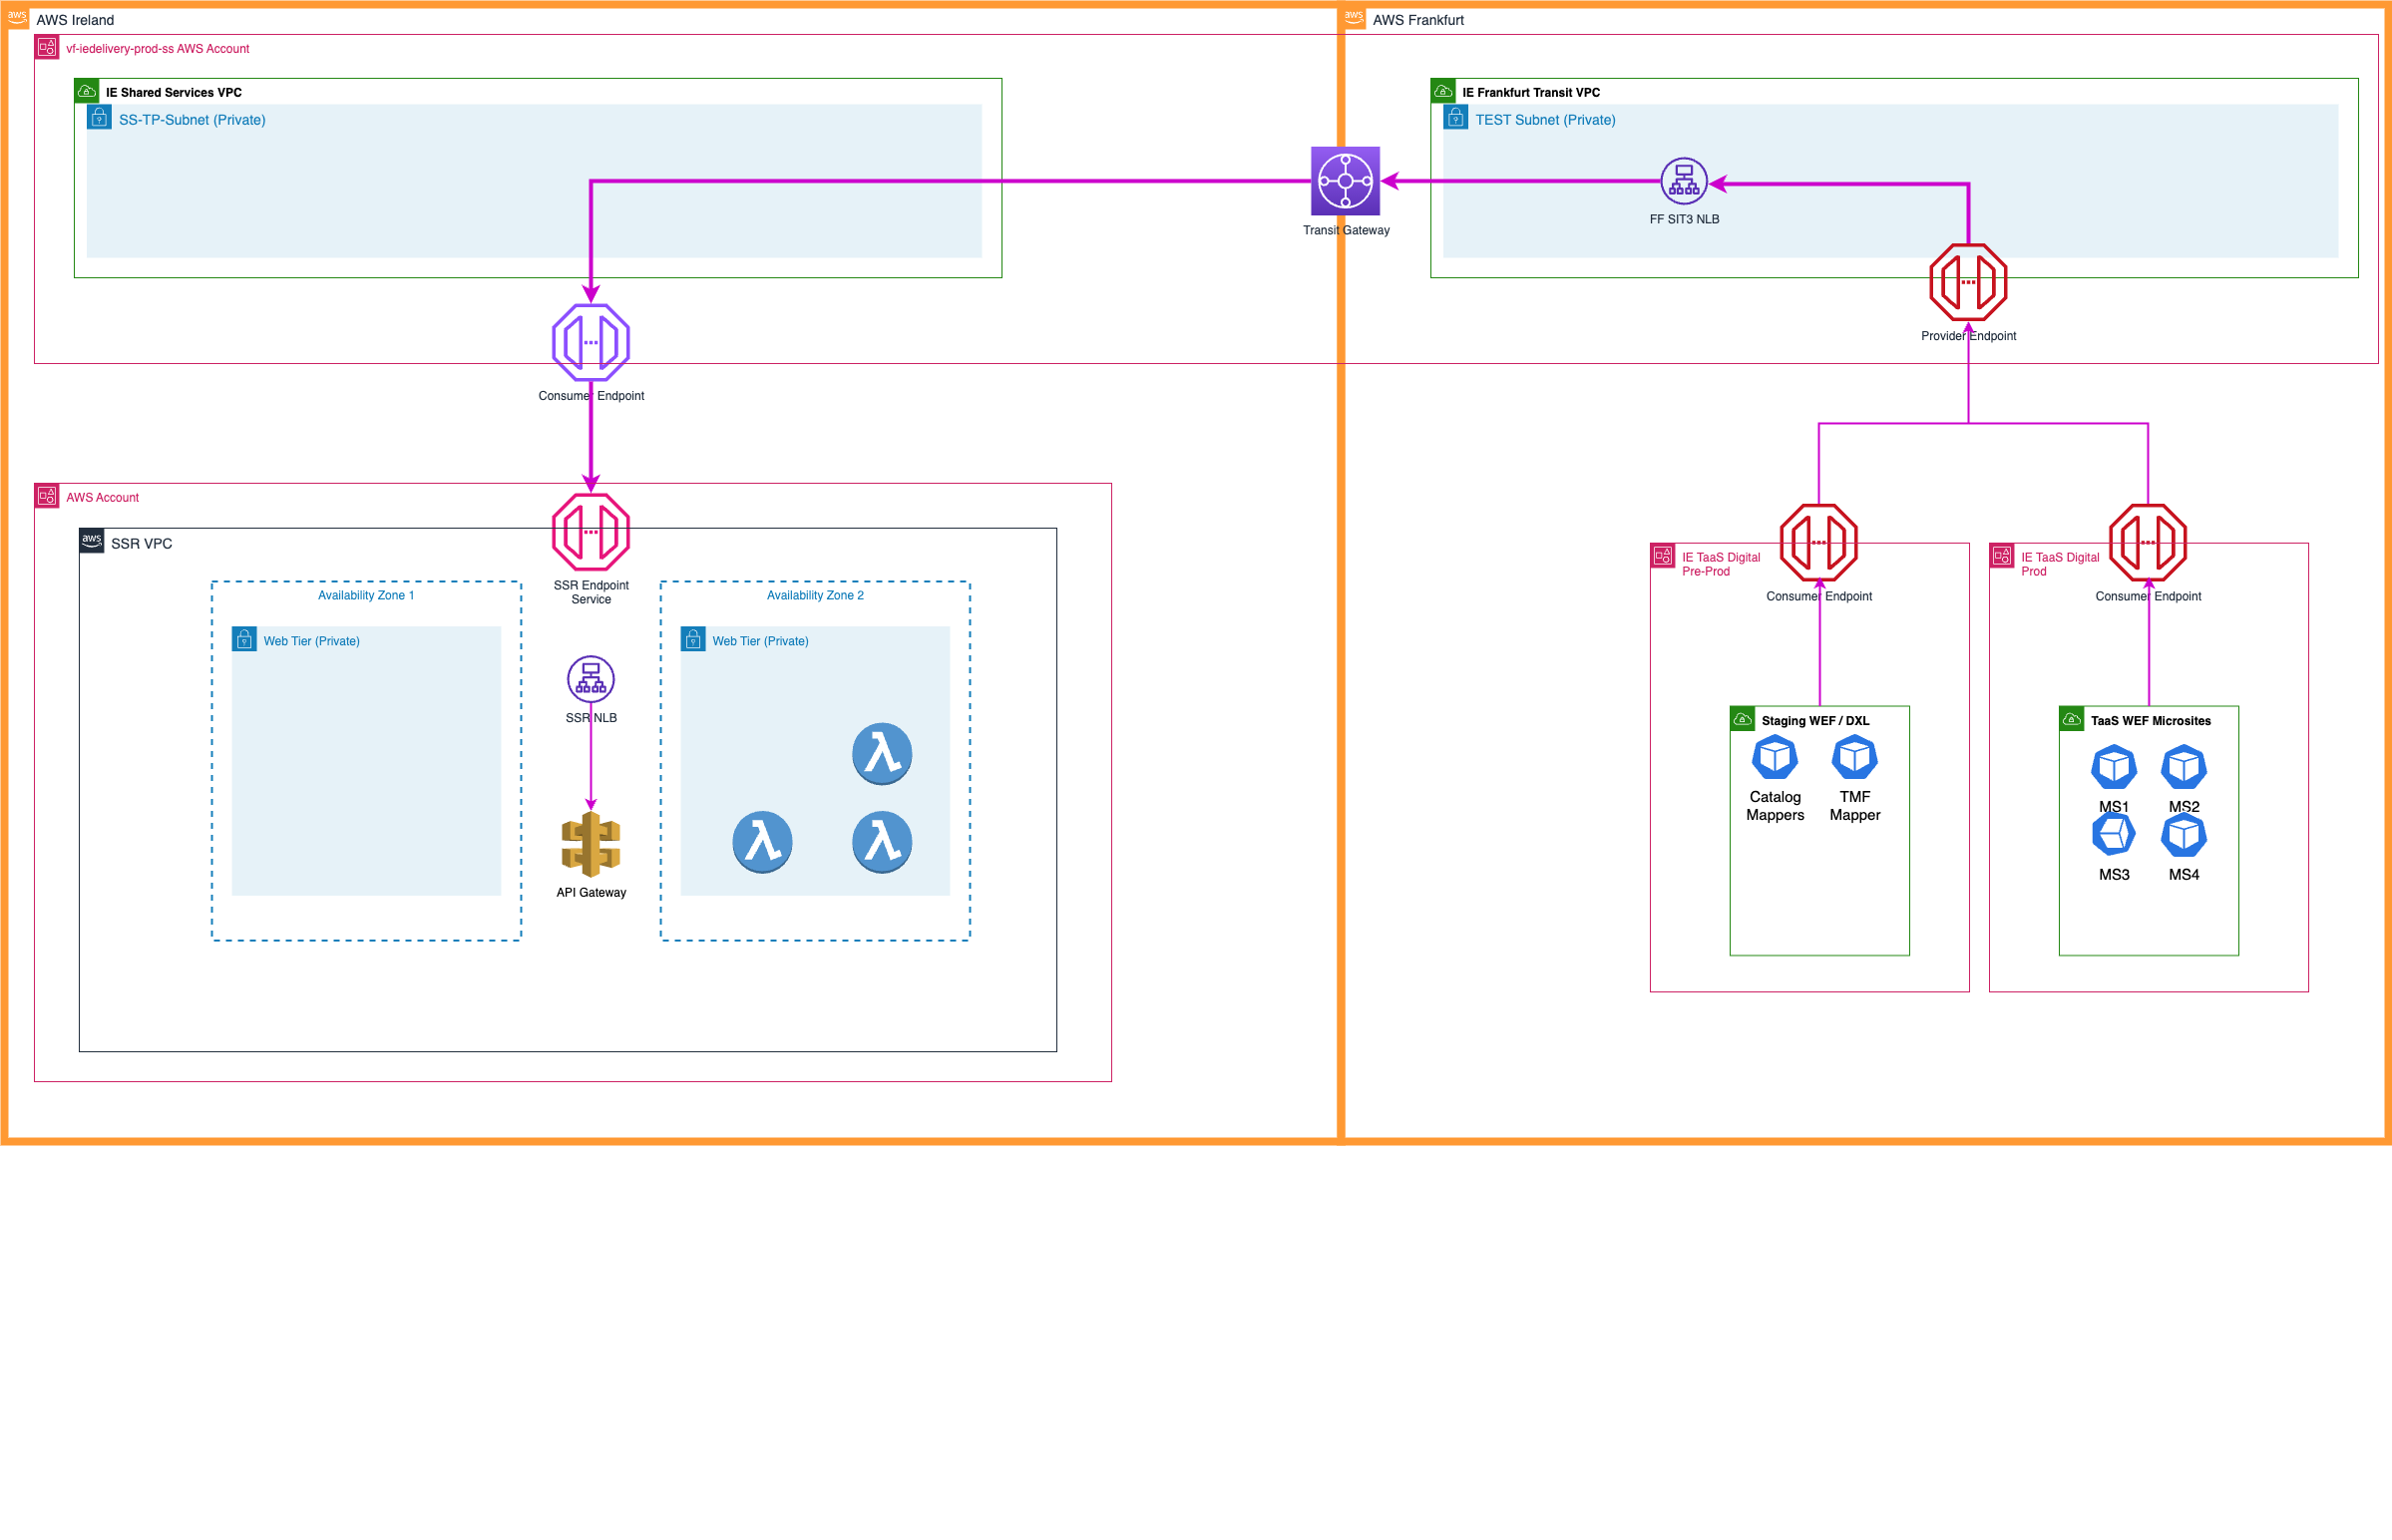 aws
AWS Ireland
aws
AWS Frankfurt
vf-iedelivery-prod-ss AWS Account
IE Shared Services VPC
SS-TP-Subnet (Private)
IE Frankfurt Transit VPC
TEST Subnet (Private)
FF SIT3 NLB
Transit Gateway
Provider Endpoint
Consumer Endpoint
AWS Account
aws
SSR VPC
SSR Endpoint
Service
Availability Zone 1
Availability Zone 2
Web Tier (Private)
Web Tier (Private)
SSR NLB
API Gateway
IE TaaS Digital
Pre-Prod
Consumer Endpoint
IE TaaS Digital
Prod
Consumer Endpoint
Staging WEF / DXL
Catalog
Mappers
TMF
Mapper
TaaS WEF Microsites
MS1
MS2
MS3
MS4